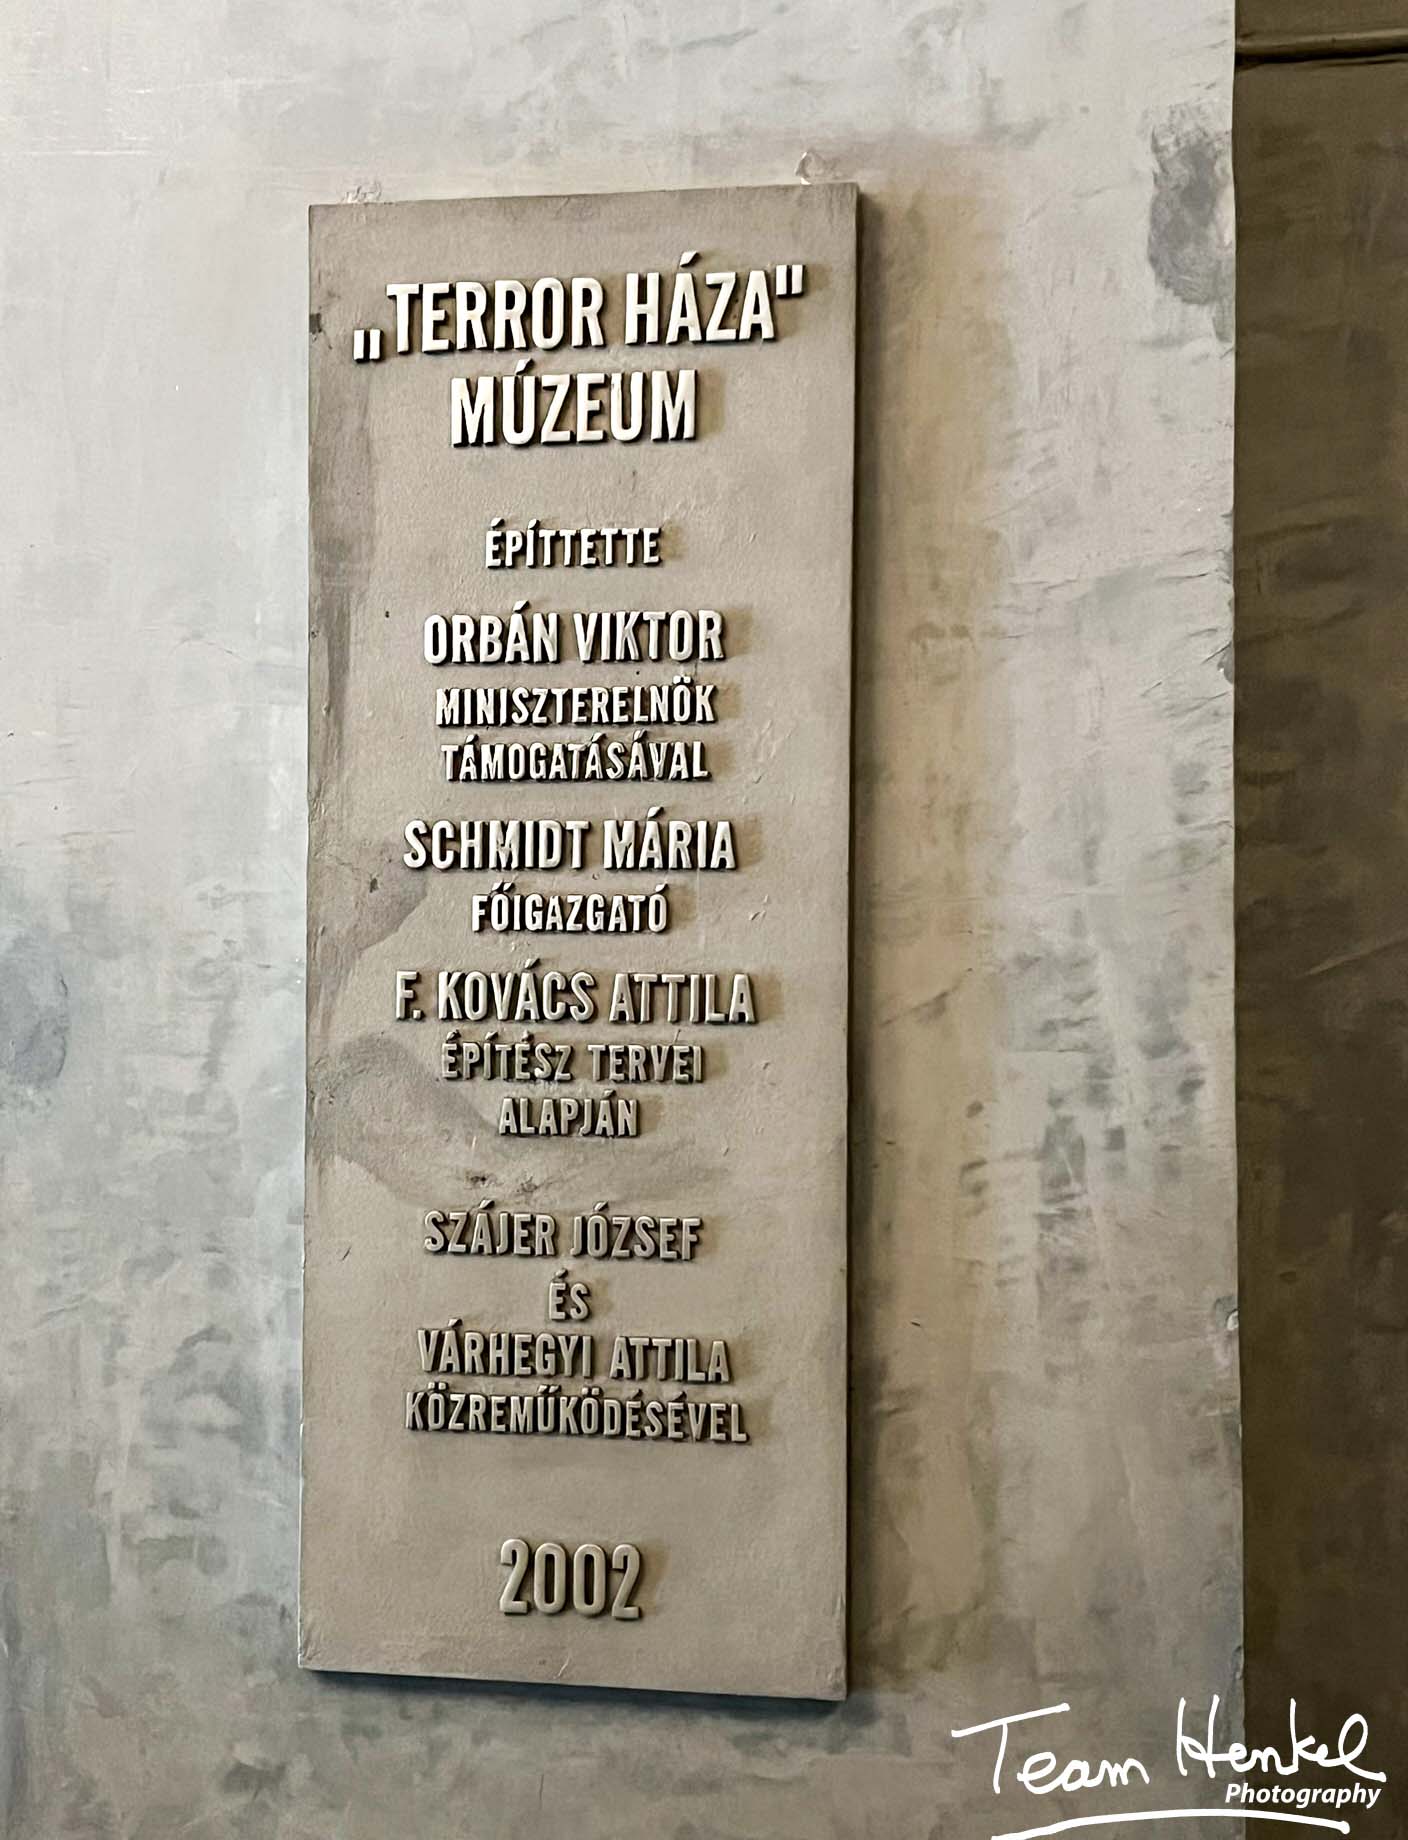 „TERROR HÁZA"
MÚZEUM
ÉPÍTTETTE
ORBÁN VIKTOR
MINISZTERELNÖK
TÁMOGATÁSÁVAL
SCHMIDT MÁRIA
FŐIGAZGATÓ
F. KOVÁCS ATTILA
ÉPÍTÉSZ TERVEI
ALAPJÁN
SZÁJER JÓZSEF
ÉS
VÁRHEGYI ATTILA
KÖZREMŰKÖDÉSÉVEL
2002
Team Henkel
Photography